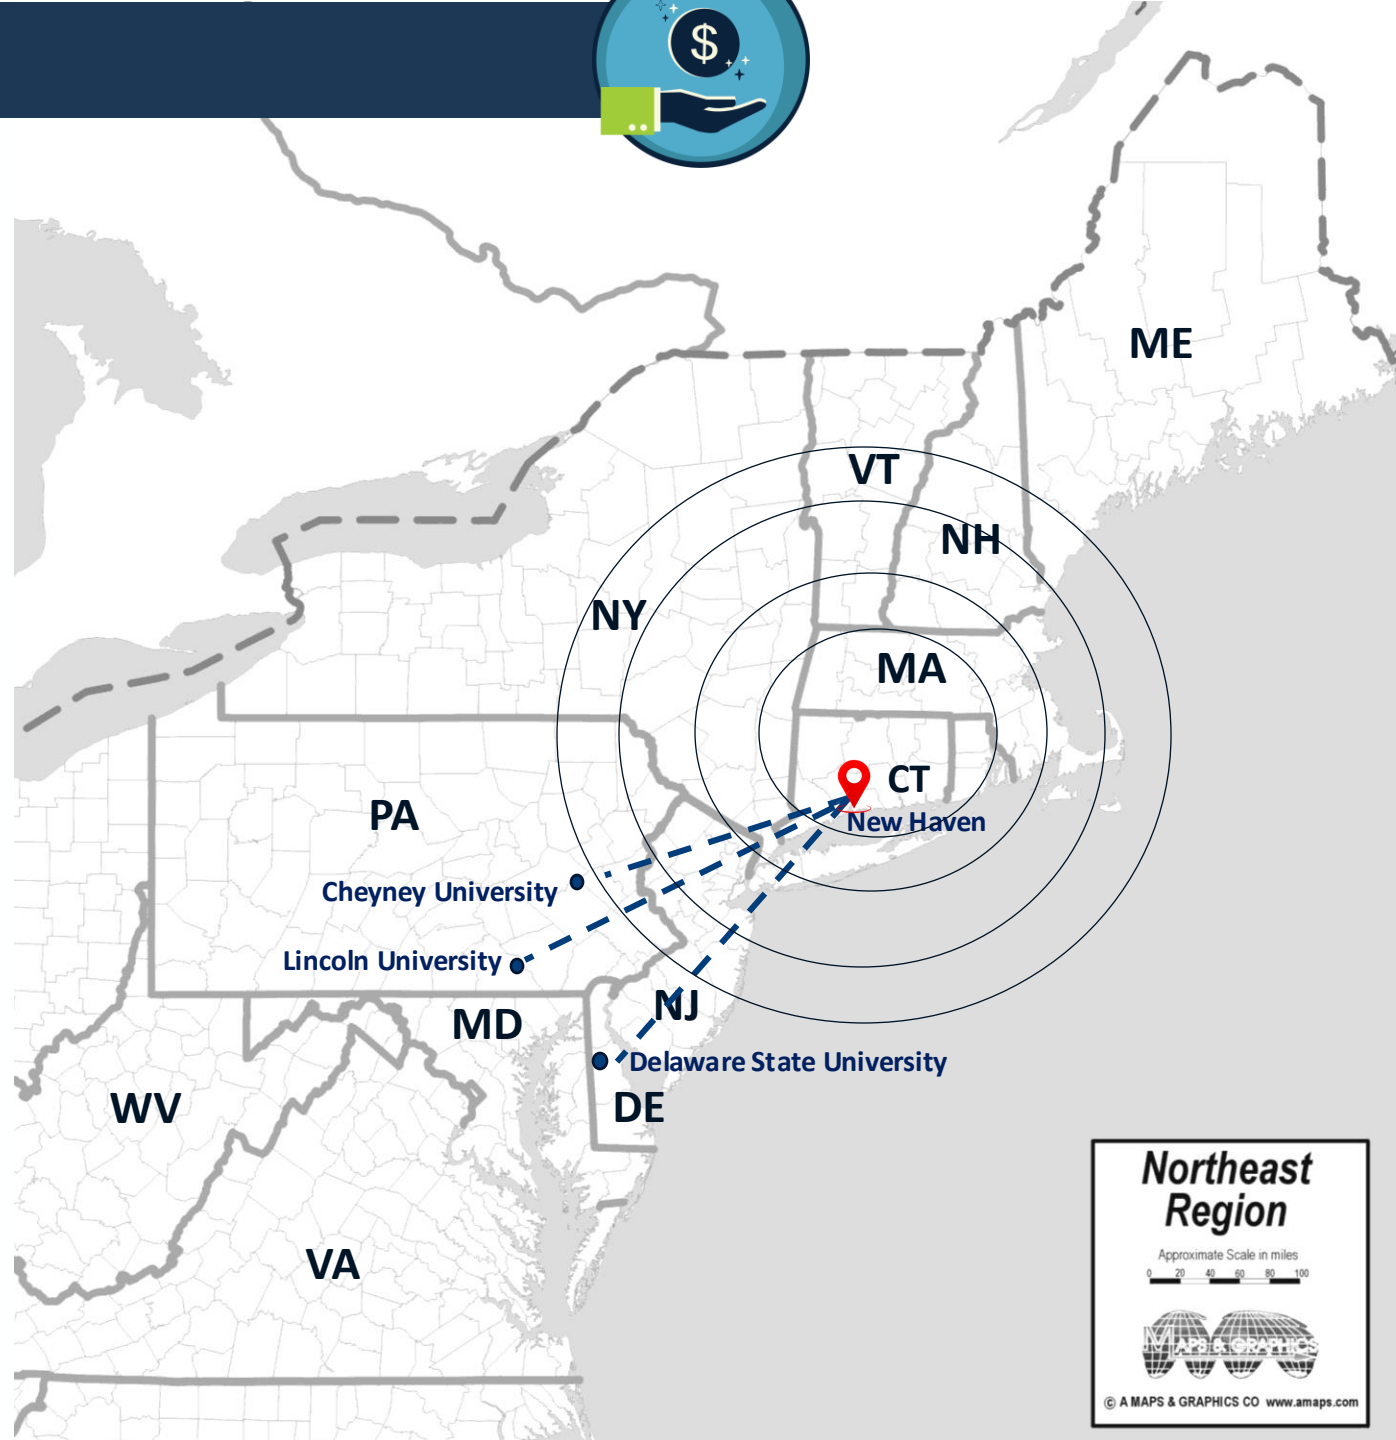 $
ME
VT
NH
NY
MA
CT
New Haven
PA
Cheyney University
Lincoln University
NJ
MD
Delaware State University
WV
DE
VA
Northeast
Region
Approximate Scale in miles
0 20 40 60 80 100
MAPS & GRAPHICS
© A MAPS & GRAPHICS CO www.amaps.com